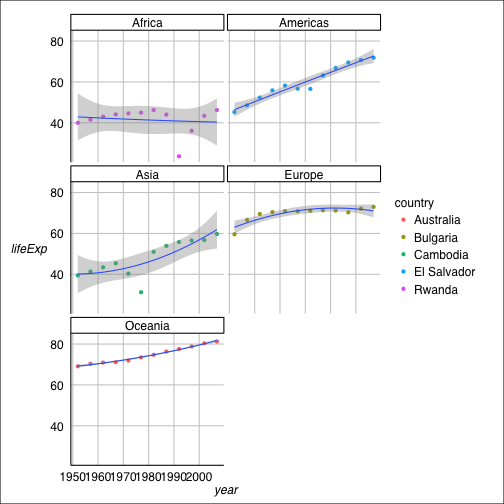 Africa Americas
80
60
40
Asia Europe
80
60
40
Oceania
80
60
40
1950 1960 1970 1980 1990 2000
year
lifeExp
country
Australia
Bulgaria
Cambodia
El Salvador
Rwanda